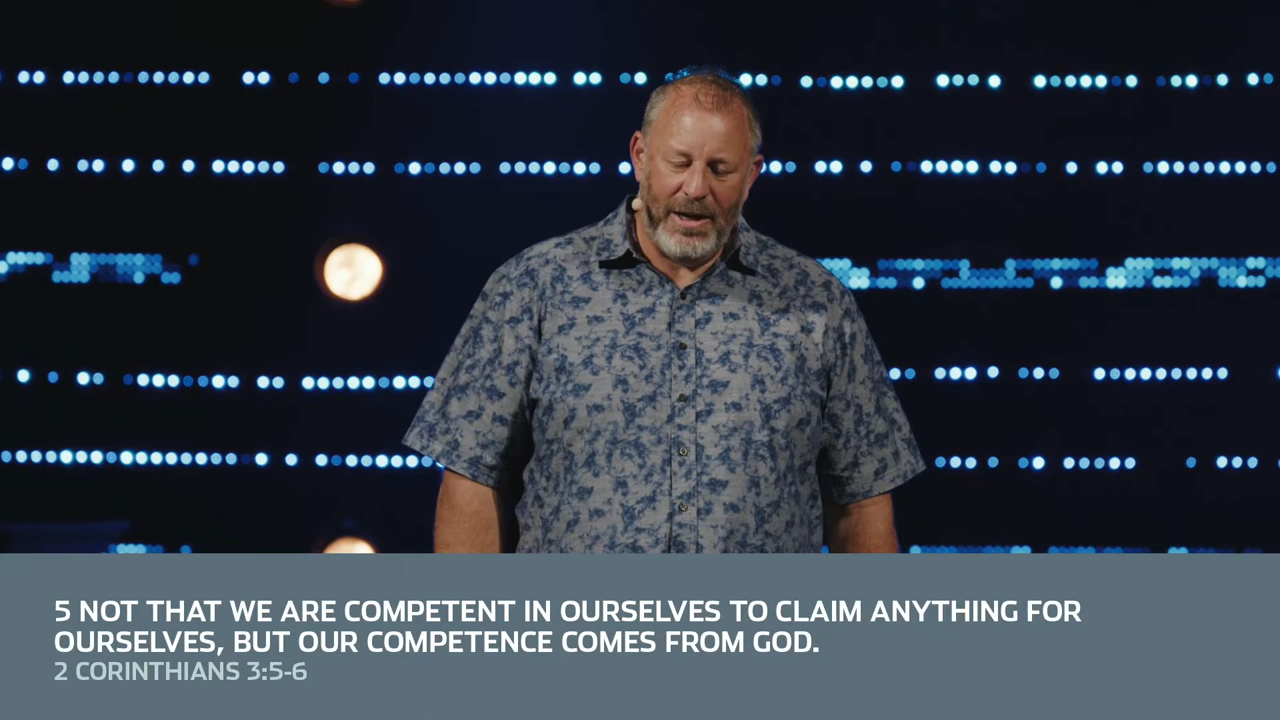 5 NOT THAT WE ARE COMPETENT IN OURSELVES TO CLAIM ANYTHING FOR
OURSELVES, BUT OUR COMPETENCE COMES FROM GOD.
2 CORINTHIANS 3:5-6